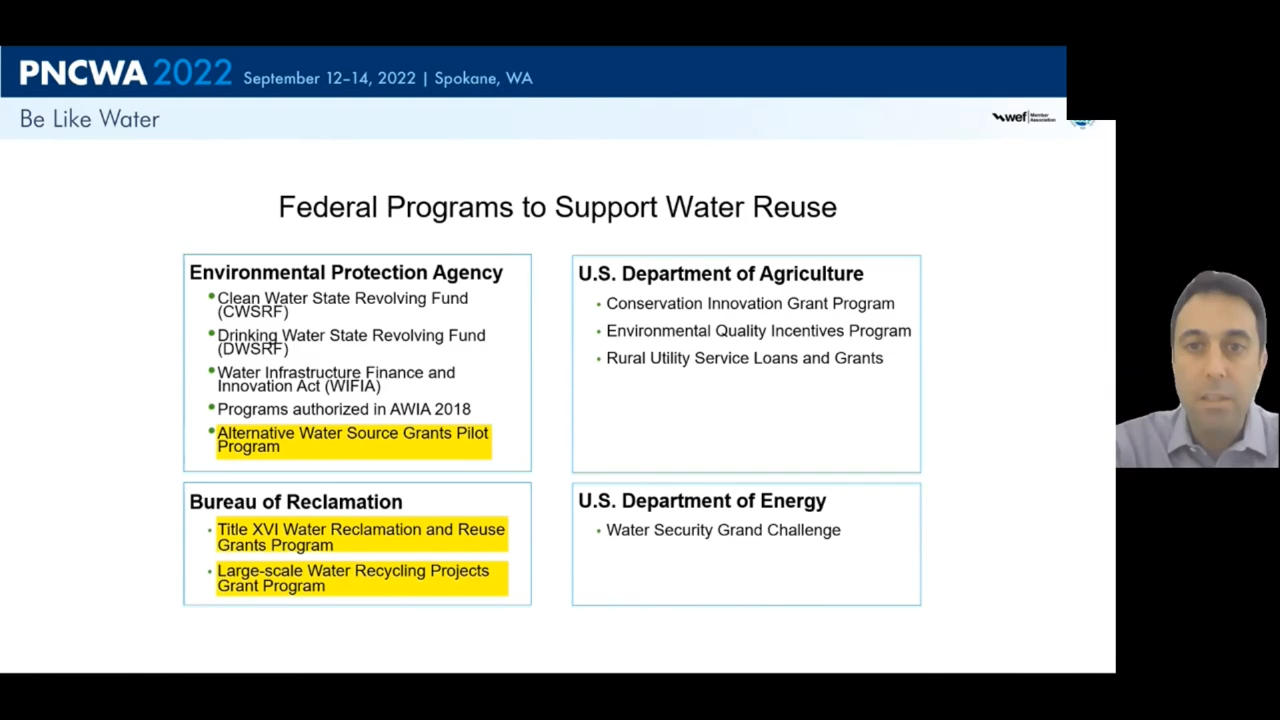 PNCWA 2022 September 12–14, 2022 | Spokane, WA
Be Like Water
wef Member Association
Federal Programs to Support Water Reuse
Environmental Protection Agency
•Clean Water State Revolving Fund
(CWSRF)
•Drinking Water State Revolving Fund
(DWSRF)
•Water Infrastructure Finance and
Innovation Act (WIFIA)
•Programs authorized in AWIA 2018
•Alternative Water Source Grants Pilot
Program
U.S. Department of Agriculture
• Conservation Innovation Grant Program
• Environmental Quality Incentives Program
• Rural Utility Service Loans and Grants
Bureau of Reclamation
• Title XVI Water Reclamation and Reuse
Grants Program
• Large-scale Water Recycling Projects
Grant Program
U.S. Department of Energy
• Water Security Grand Challenge